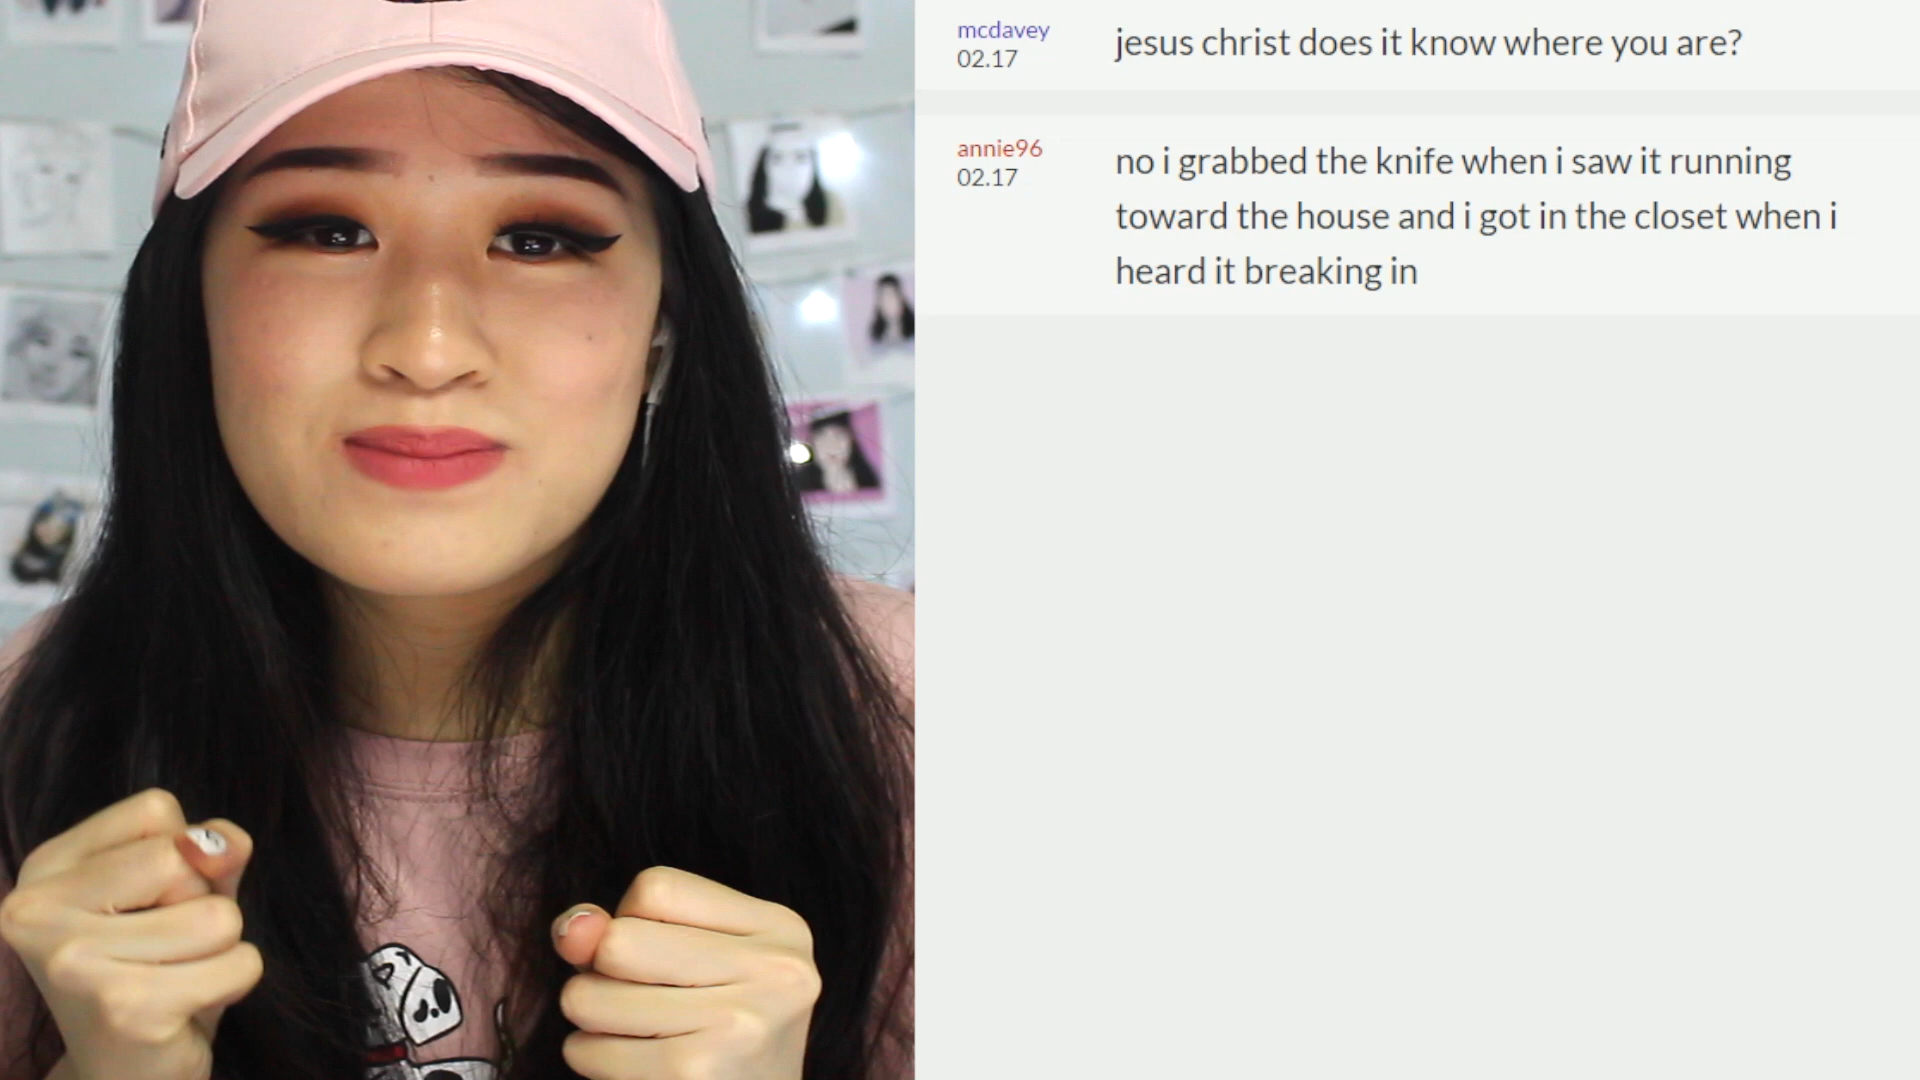 mcdavey
02.17
jesus christ does it know where you are?
annie96
02.17
no i grabbed the knife when i saw it running
toward the house and i got in the closet when i
heard it breaking in